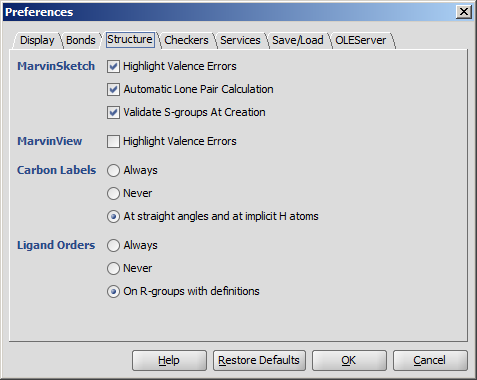 Preferences
Display Bonds Structure Checkers Services Save/Load OLEServer
MarvinSketch Highlight Valence Errors
Automatic Lone Pair Calculation
Validate S-groups At Creation
MarvinView Highlight Valence Errors
Carbon Labels Always
Never
At straight angles and at implicit H atoms
Ligand Orders Always
Never
On R-groups with definitions
Help Restore Defaults OK Cancel